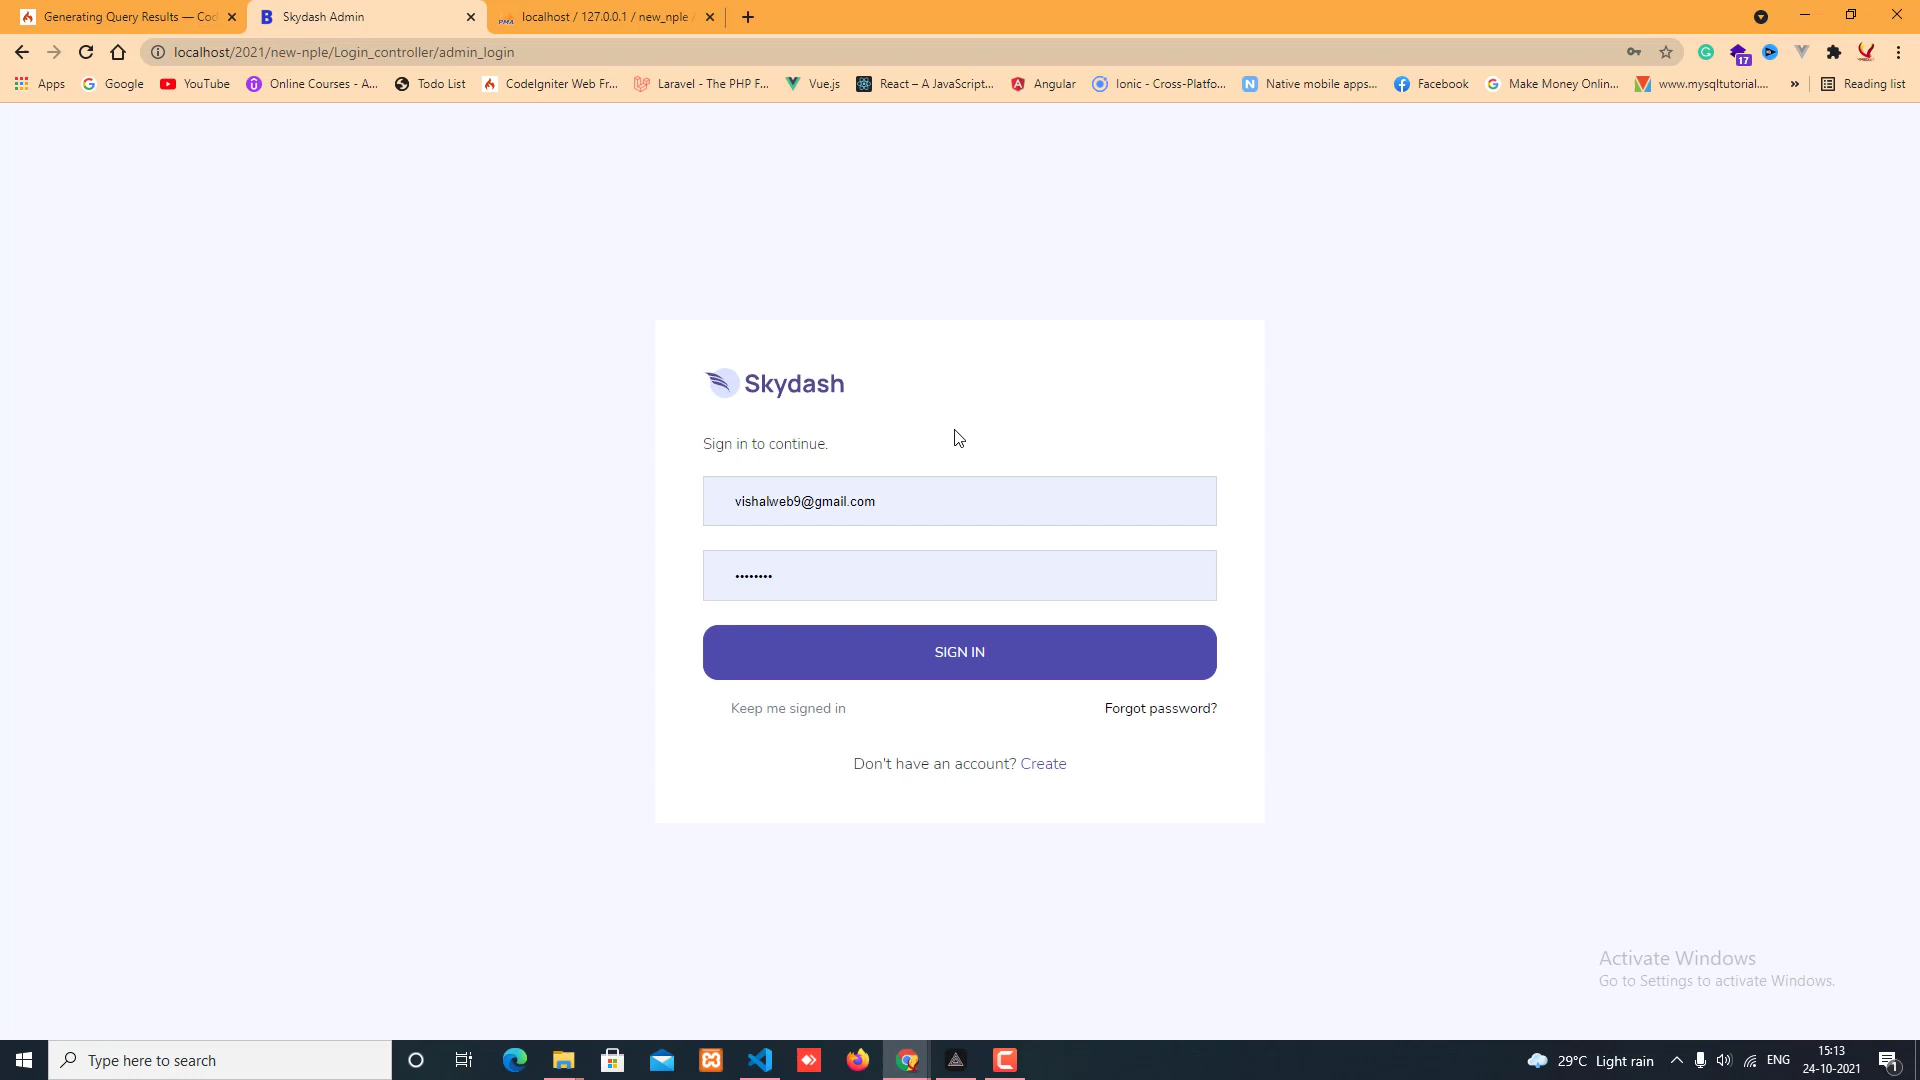 Generating Query Results — Cod
Skydash Admin
localhost / 127.0.0.1 / new_nple
localhost/2021/new-nple/Login_controller/admin_login
17
Apps
Google
YouTube
Online Courses - A...
Todo List
CodeIgniter Web Fr...
Laravel - The PHP F...
Vue.js
React – A JavaScript...
Angular
Ionic - Cross-Platfo...
Native mobile apps...
Facebook
Make Money Onlin...
www.mysqltutorial....
»
Reading list
Skydash
Sign in to continue.
vishalweb9@gmail.com
••••••••
SIGN IN
Keep me signed in
Forgot password?
Don't have an account? Create
Activate Windows
Go to Settings to activate Windows.
Type here to search
29°C Light rain
ENG
15:13
24-10-2021
1